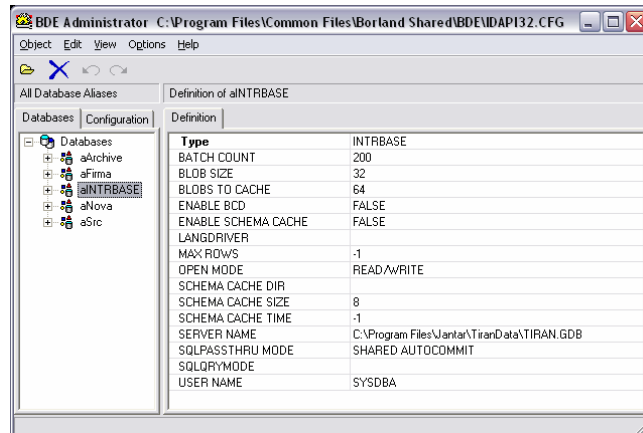 BDE Administrator C:\Program Files\Common Files\Borland Shared\BDE\IDAPI32.CFG
Object Edit View Options Help
All Database Aliases
Definition of aINTRBASE
Databases Configuration
Definition
Databases
aArchive
aFirma
aINTRBASE
aNova
aSrc
Type INTRBASE
BATCH COUNT 200
BLOB SIZE 32
BLOBS TO CACHE 64
ENABLE BCD FALSE
ENABLE SCHEMA CACHE FALSE
LANGDRIVER
MAX ROWS -1
OPEN MODE READ/WRITE
SCHEMA CACHE DIR
SCHEMA CACHE SIZE 8
SCHEMA CACHE TIME -1
SERVER NAME C:\Program Files\Jantar\TiranData\TIRAN.GDB
SQLPASSTHRU MODE SHARED AUTOCOMMIT
SQLQRYMODE
USER NAME SYSDBA